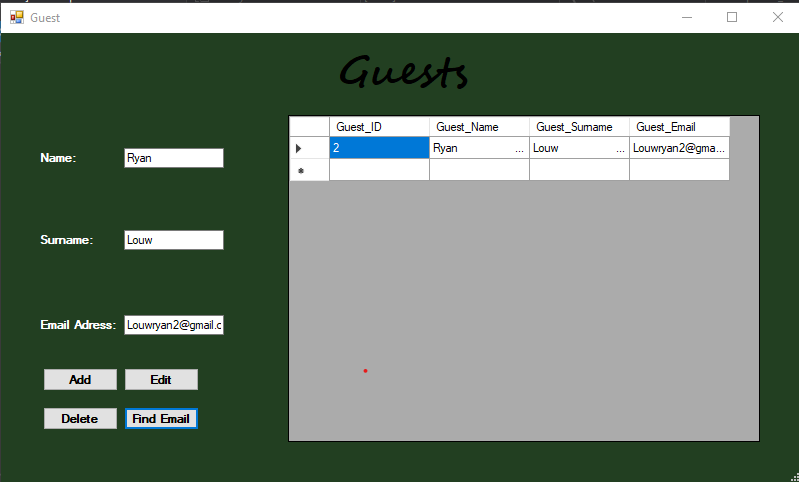 Guest
Guests
Guest_ID Guest_Name Guest_Surname Guest_Email
2 Ryan ... Louw ... Louwryan2@gma...
Name: Ryan
Surname: Louw
Email Adress: Louwryan2@gmail.c
Add Edit
Delete Find Email